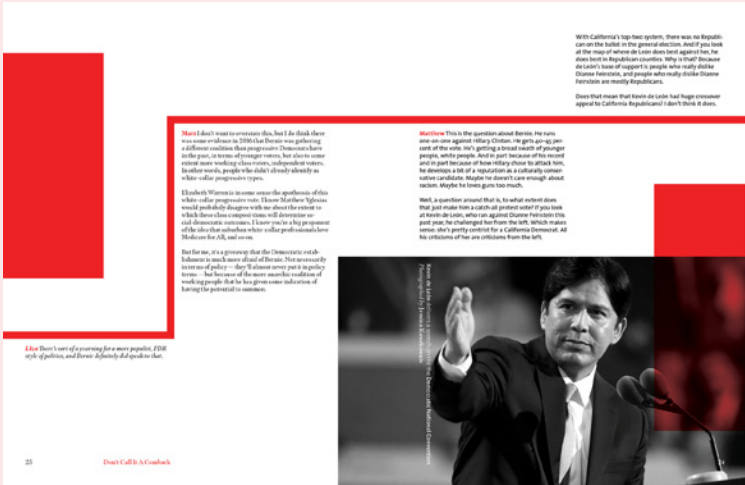 With California's top-two system, there was no Republi-
can on the ballot in the general election. And if you look
at the map of where de León does best against her, he
does best in Republican counties. Why is that? Because
de León's base of support is people who really dislike
Dianne Feinstein, and people who really dislike Dianne
Feinstein are mostly Republicans.
Does that mean that Kevin de León had huge crossover
appeal to California Republicans? I don't think it does.
Marc I don't want to overstate this, but I do think there
was some evidence in 2016 that Bernie was gathering
a different coalition than progressive Democrats have
in the past, in terms of younger voters, but also to some
extent more working-class voters, independent voters.
In other words, people who didn't already identify as
white-collar progressive types.
Elizabeth Warren is in some sense the apotheosis of this
white-collar progressive vote. I know Matthew Yglesias
would probably disagree with me about the extent to
which these class compositions will determine so-
cial-democratic outcomes. I know you're a big proponent
of the idea that suburban white-collar professionals love
Medicare for All, and so on.
But for me, it's a giveaway that the Democratic estab-
lishment is much more afraid of Bernie. Not necessarily
in terms of policy — they'll almost never put it in policy
terms — but because of the more anarchic coalition of
working people that he has given some indication of
having the potential to summon.
Matthew This is the question about Bernie. He runs
one-on-one against Hillary Clinton. He gets 40-45 per-
cent of the vote. He's getting a broad swath of younger
people, white people. And in part because of his record
and in part because of how Hillary chose to attack him,
he develops a bit of a reputation as a culturally conser-
vative candidate. Maybe he doesn't care enough about
racism. Maybe he loves guns too much.
Well, a question around that is, to what extent does
that just make him a catch-all protest vote? If you look
at Kevin de León, who ran against Dianne Feinstein this
past year, he challenged her from the left. Which makes
sense: she's pretty centrist for a California Democrat. All
his criticisms of her are criticisms from the left.
Kevin de León delivers a speech at the Democratic National Convention
Photographed by Jessica
Liza There's sort of a yearning for a more populist, FDR
style of politics, and Bernie definitely did speak to that.
23
Don't Call It A Comeback